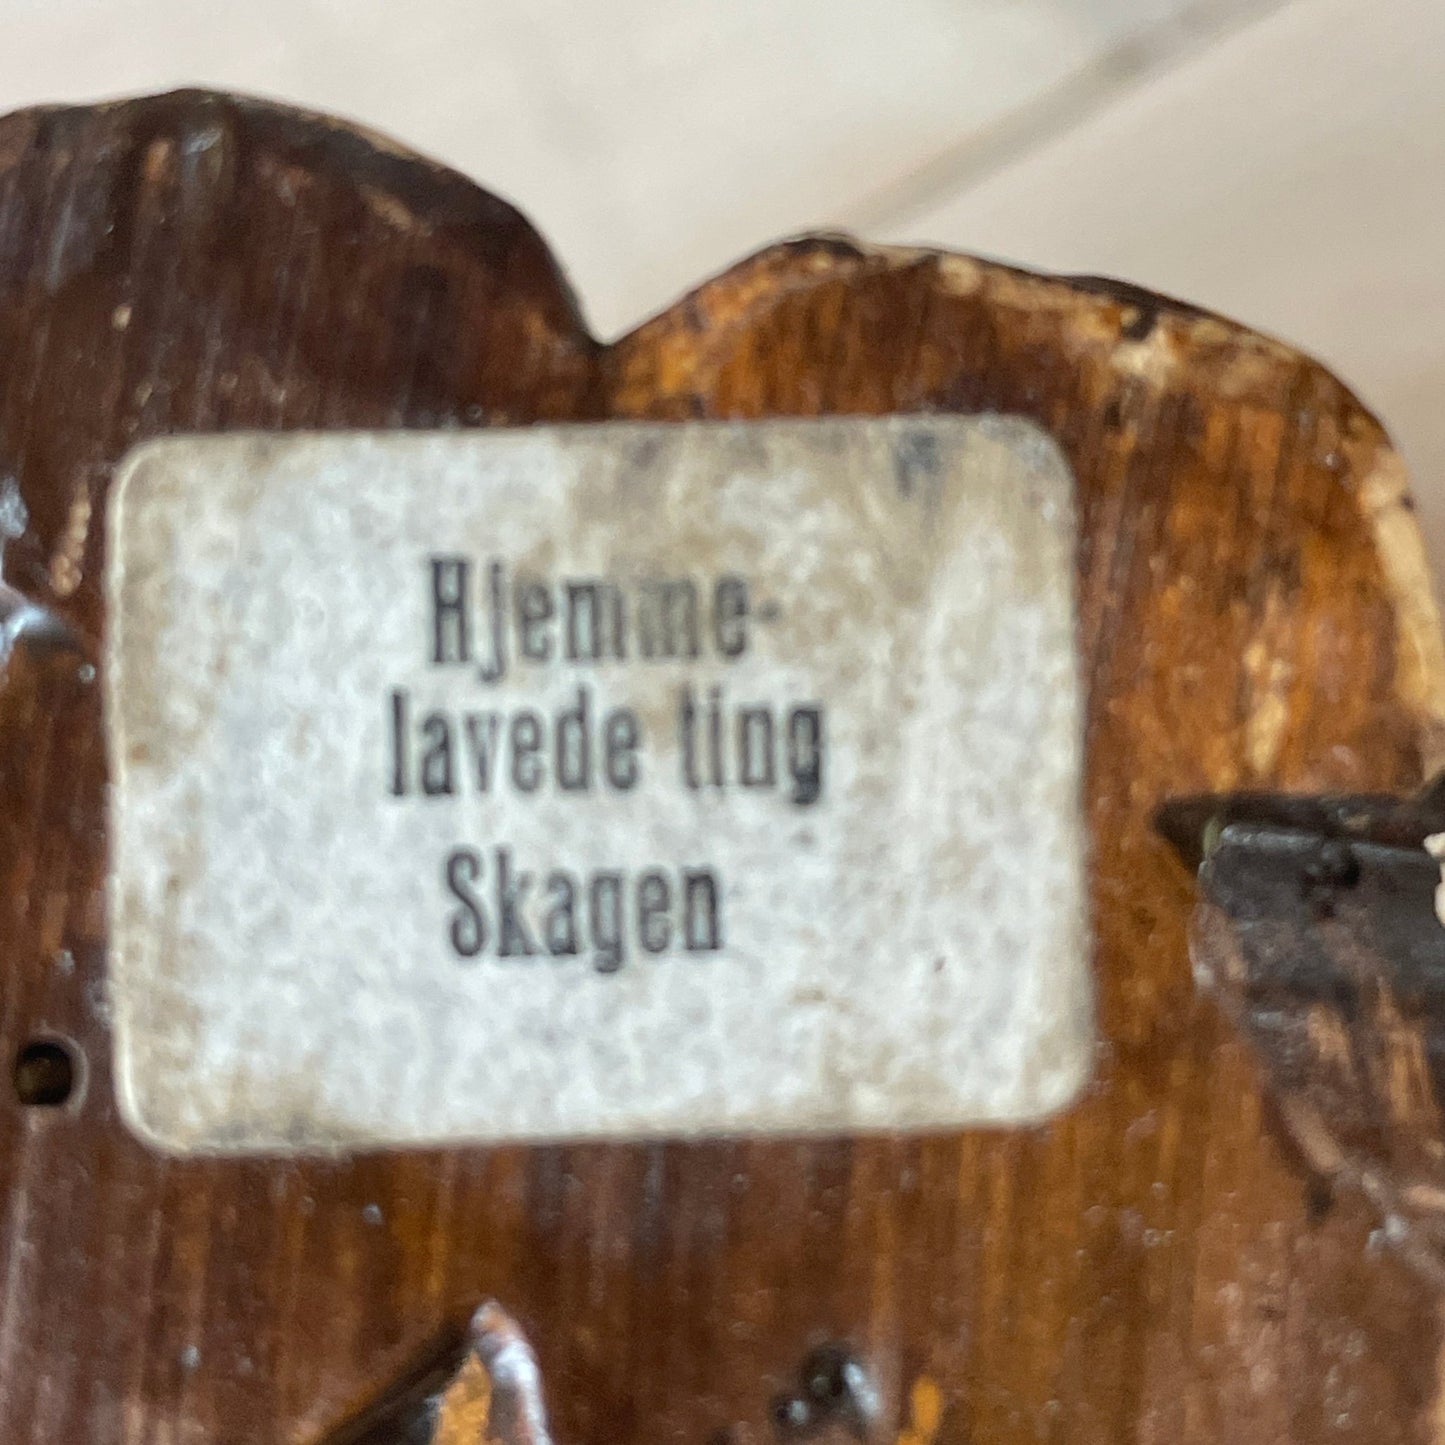 Hjemme-
lavede ting
Skagen